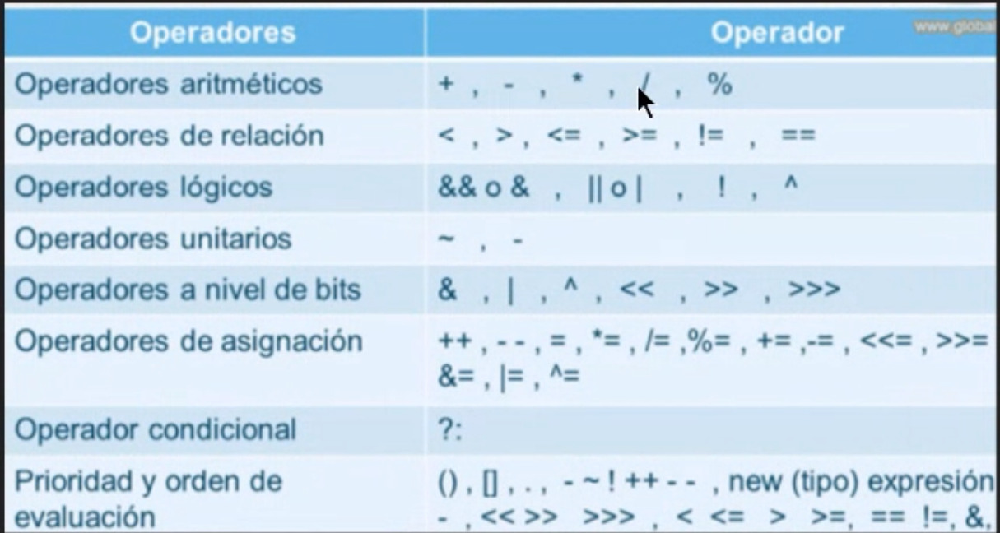 Operadores Operador www.global
Operadores aritméticos + , - , * , / , %
Operadores de relación < , > , <= , >= , != , ==
Operadores lógicos && o & , || o | , ! , ^
Operadores unitarios ~ , -
Operadores a nivel de bits & , | , ^ , << , >> , >>>
Operadores de asignación ++ , - - , = , *= , /= ,%= , += ,-= , <<= , >>=
&= , |= , ^=
Operador condicional ?:
Prioridad y orden de () , [] , . , - ~ ! ++ - - , new (tipo) expresión
evaluación - , << >> >>> , < <= > >=, == !=, &,